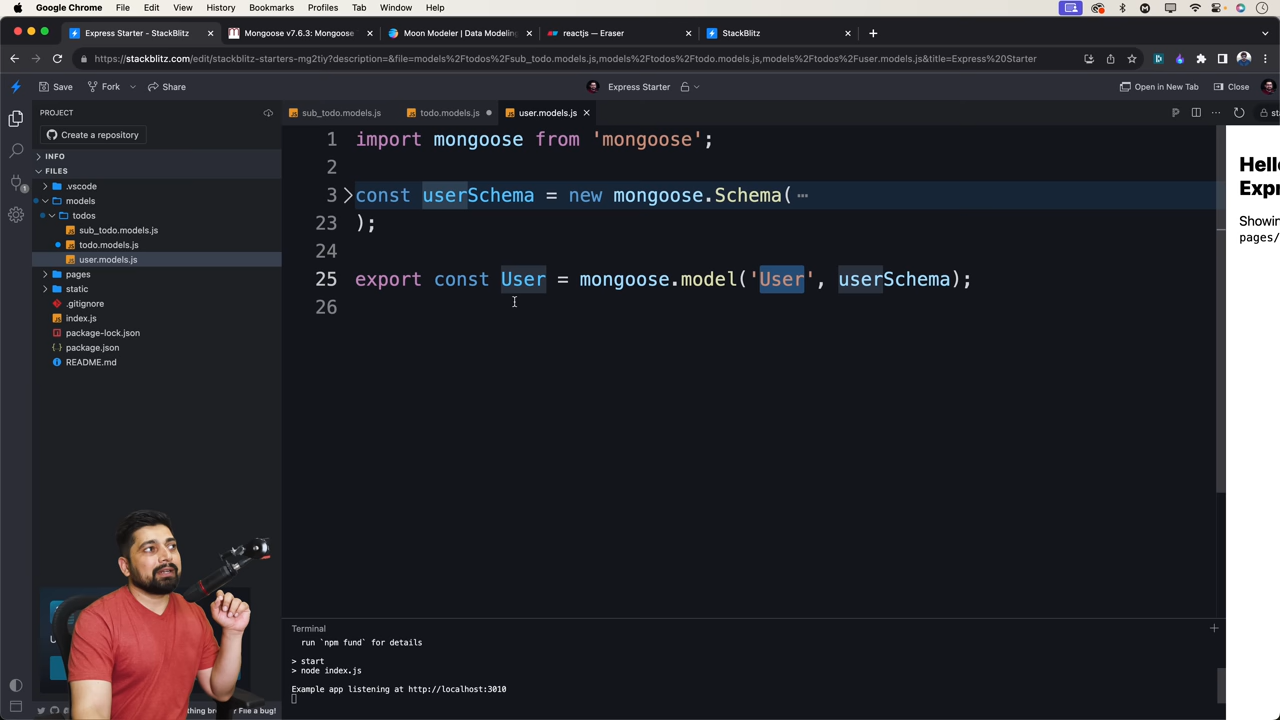 Google Chrome File Edit View History Bookmarks Profiles Tab Window Help
Express Starter - StackBlitz
Mongoose v7.6.3: Mongoose
Moon Modeler | Data Modeling
reactjs — Eraser
StackBlitz
https://stackblitz.com/edit/stackblitz-starters-mg2tiy?description=&file=models%2Ftodos%2Fsub_todo.models.js,models%2Ftodos%2Ftodo.models.js,models%2Ftodos%2Fuser.models.js&title=Express%20Starter
Save Fork Share
Express Starter
Open in New Tab Close
PROJECT
Create a repository
INFO
FILES
.vscode
models
todos
sub_todo.models.js
todo.models.js
user.models.js
pages
static
.gitignore
index.js
package-lock.json
package.json
README.md
sub_todo.models.js todo.models.js user.models.js
1 import mongoose from 'mongoose';
2
3 const userSchema = new mongoose.Schema( ⋯
23 );
24
25 export const User = mongoose.model('User', userSchema);
26
Hello
Showin
pages/
Terminal
run `npm fund` for details
> start
> node index.js
Example app listening at http://localhost:3010
File a bug!